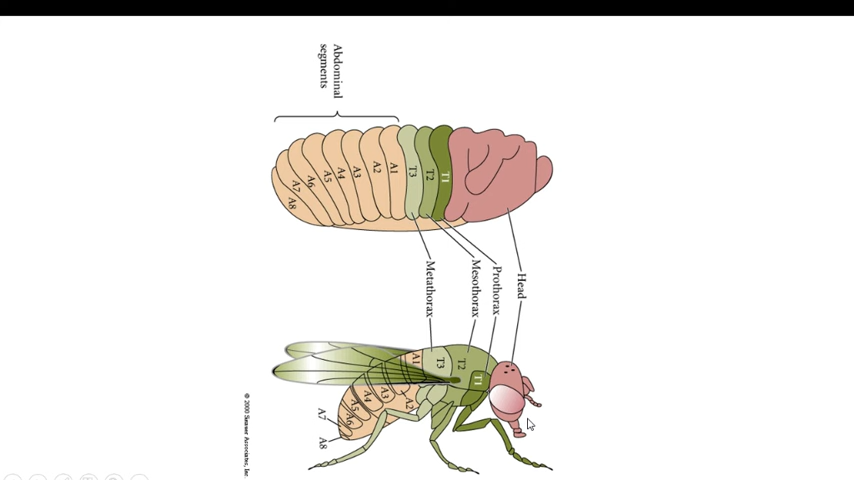 Abdominal
segments
A1
A2
A3
A4
A5
A6
A7
A8
T3
T2
T1
Head
Prothorax
Mesothorax
Metathorax
A1
T3
T2
T1
A2
A3
A4
A5
A6
A7
A8
© 2000 Sinauer Associates, Inc.